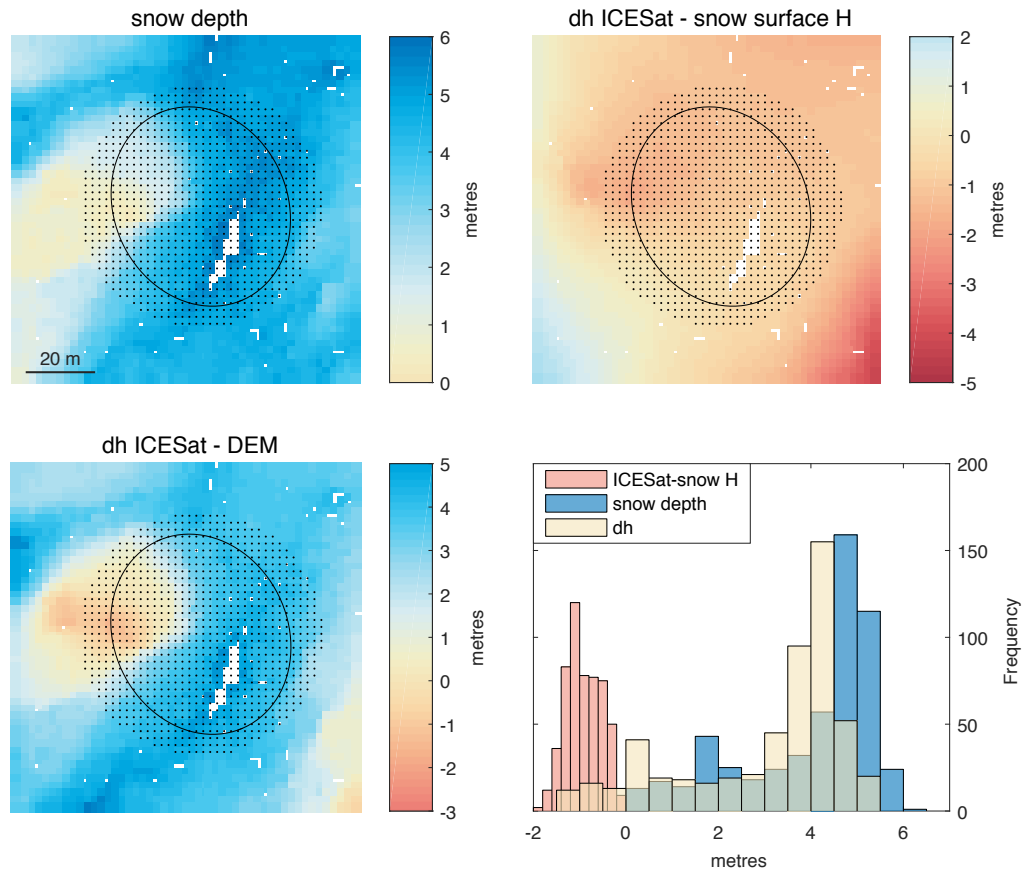 snow depth
6
5
4
3
2
1
0
metres
20 m
dh ICESat - snow surface H
2
1
0
-1
-2
-3
-4
-5
metres
dh ICESat - DEM
5
4
3
2
1
0
-1
-2
-3
metres
ICESat-snow H
snow depth
dh
200
150
100
50
0
Frequency
-2
0
2
4
6
metres